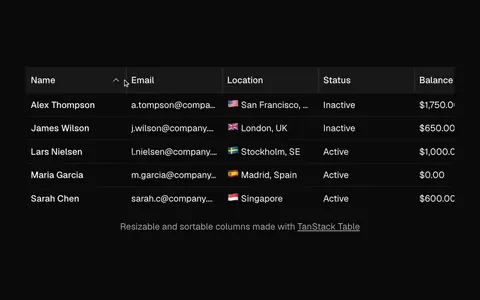 Name Email Location Status Balance
Alex Thompson a.tompson@compa... San Francisco, ... Inactive $1,750.0
James Wilson j.wilson@company.... London, UK Inactive $650.00
Lars Nielsen l.nielsen@company.... Stockholm, SE Active $1,000.0
Maria Garcia m.garcia@company.... Madrid, Spain Active $0.00
Sarah Chen sarah.c@company.... Singapore Active $600.00
Resizable and sortable columns made with TanStack Table